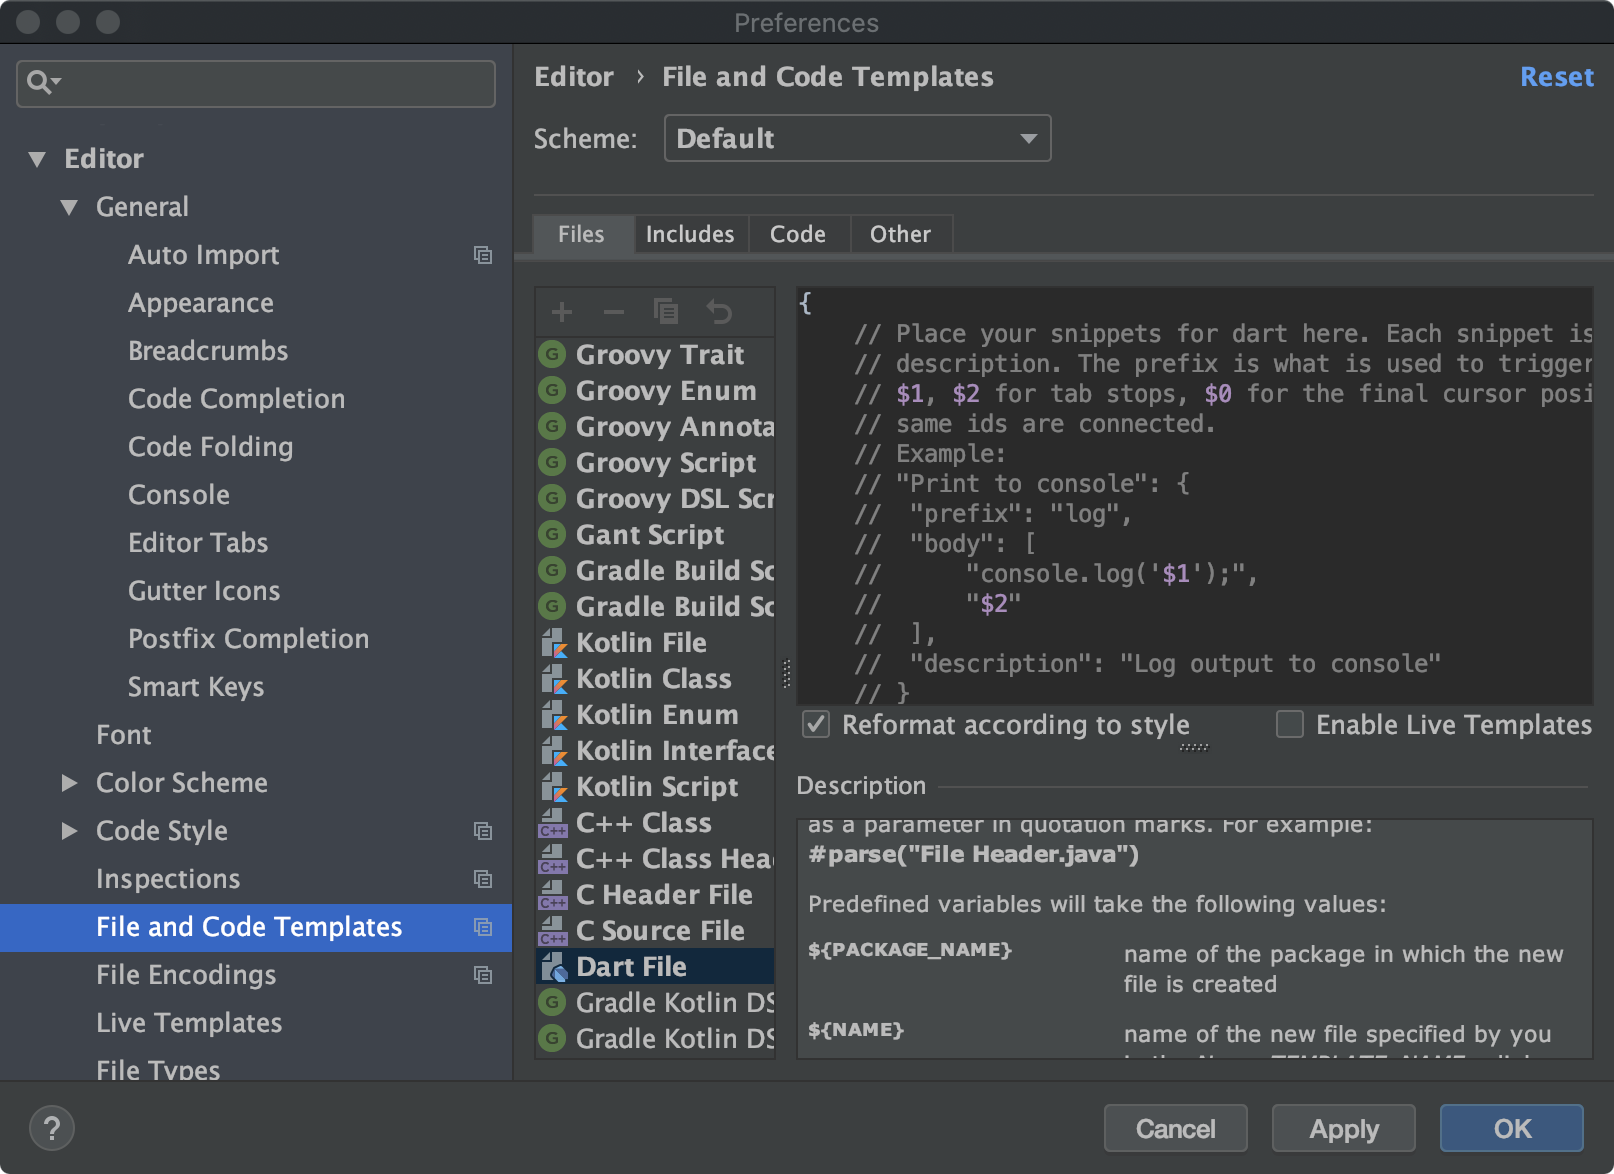 Preferences
Editor
General
Auto Import
Appearance
Breadcrumbs
Code Completion
Code Folding
Console
Editor Tabs
Gutter Icons
Postfix Completion
Smart Keys
Font
Color Scheme
Code Style
Inspections
File and Code Templates
File Encodings
Live Templates
File Types
Editor › File and Code Templates
Reset
Scheme: Default
Files Includes Code Other
G Groovy Trait
G Groovy Enum
G Groovy Annota
G Groovy Script
G Groovy DSL Scr
G Gant Script
G Gradle Build Sc
G Gradle Build Sc
Kotlin File
Kotlin Class
Kotlin Enum
Kotlin Interface
Kotlin Script
C++ C++ Class
C++ C++ Class Hea
C++ C Header File
C++ C Source File
Dart File
G Gradle Kotlin DS
G Gradle Kotlin DS
{
// Place your snippets for dart here. Each snippet is
// description. The prefix is what is used to trigger
// $1, $2 for tab stops, $0 for the final cursor posi
// same ids are connected.
// Example:
// "Print to console": {
// "prefix": "log",
// "body": [
// "console.log('$1');",
// "$2"
// ],
// "description": "Log output to console"
// }
Reformat according to style
Enable Live Templates
Description
as a parameter in quotation marks. For example:
#parse("File Header.java")
Predefined variables will take the following values:
${PACKAGE_NAME} name of the package in which the new
file is created
${NAME} name of the new file specified by you
?
Cancel
Apply
OK